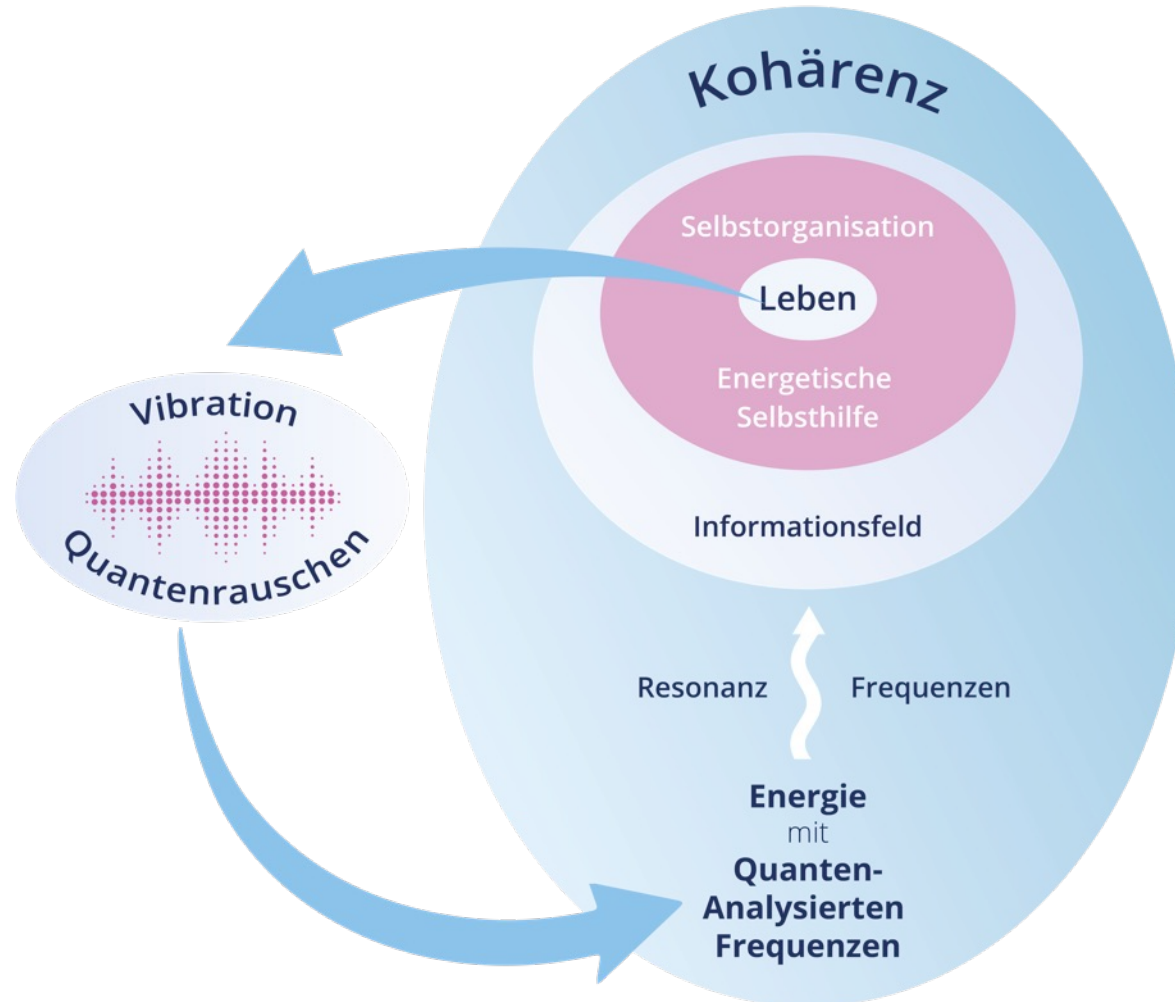 Kohärenz
Selbstorganisation
Leben
Energetische
Selbsthilfe
Informationsfeld
Vibration
Quantenrauschen
Resonanz
Frequenzen
Energie
mit
Quanten-
Analysierten
Frequenzen